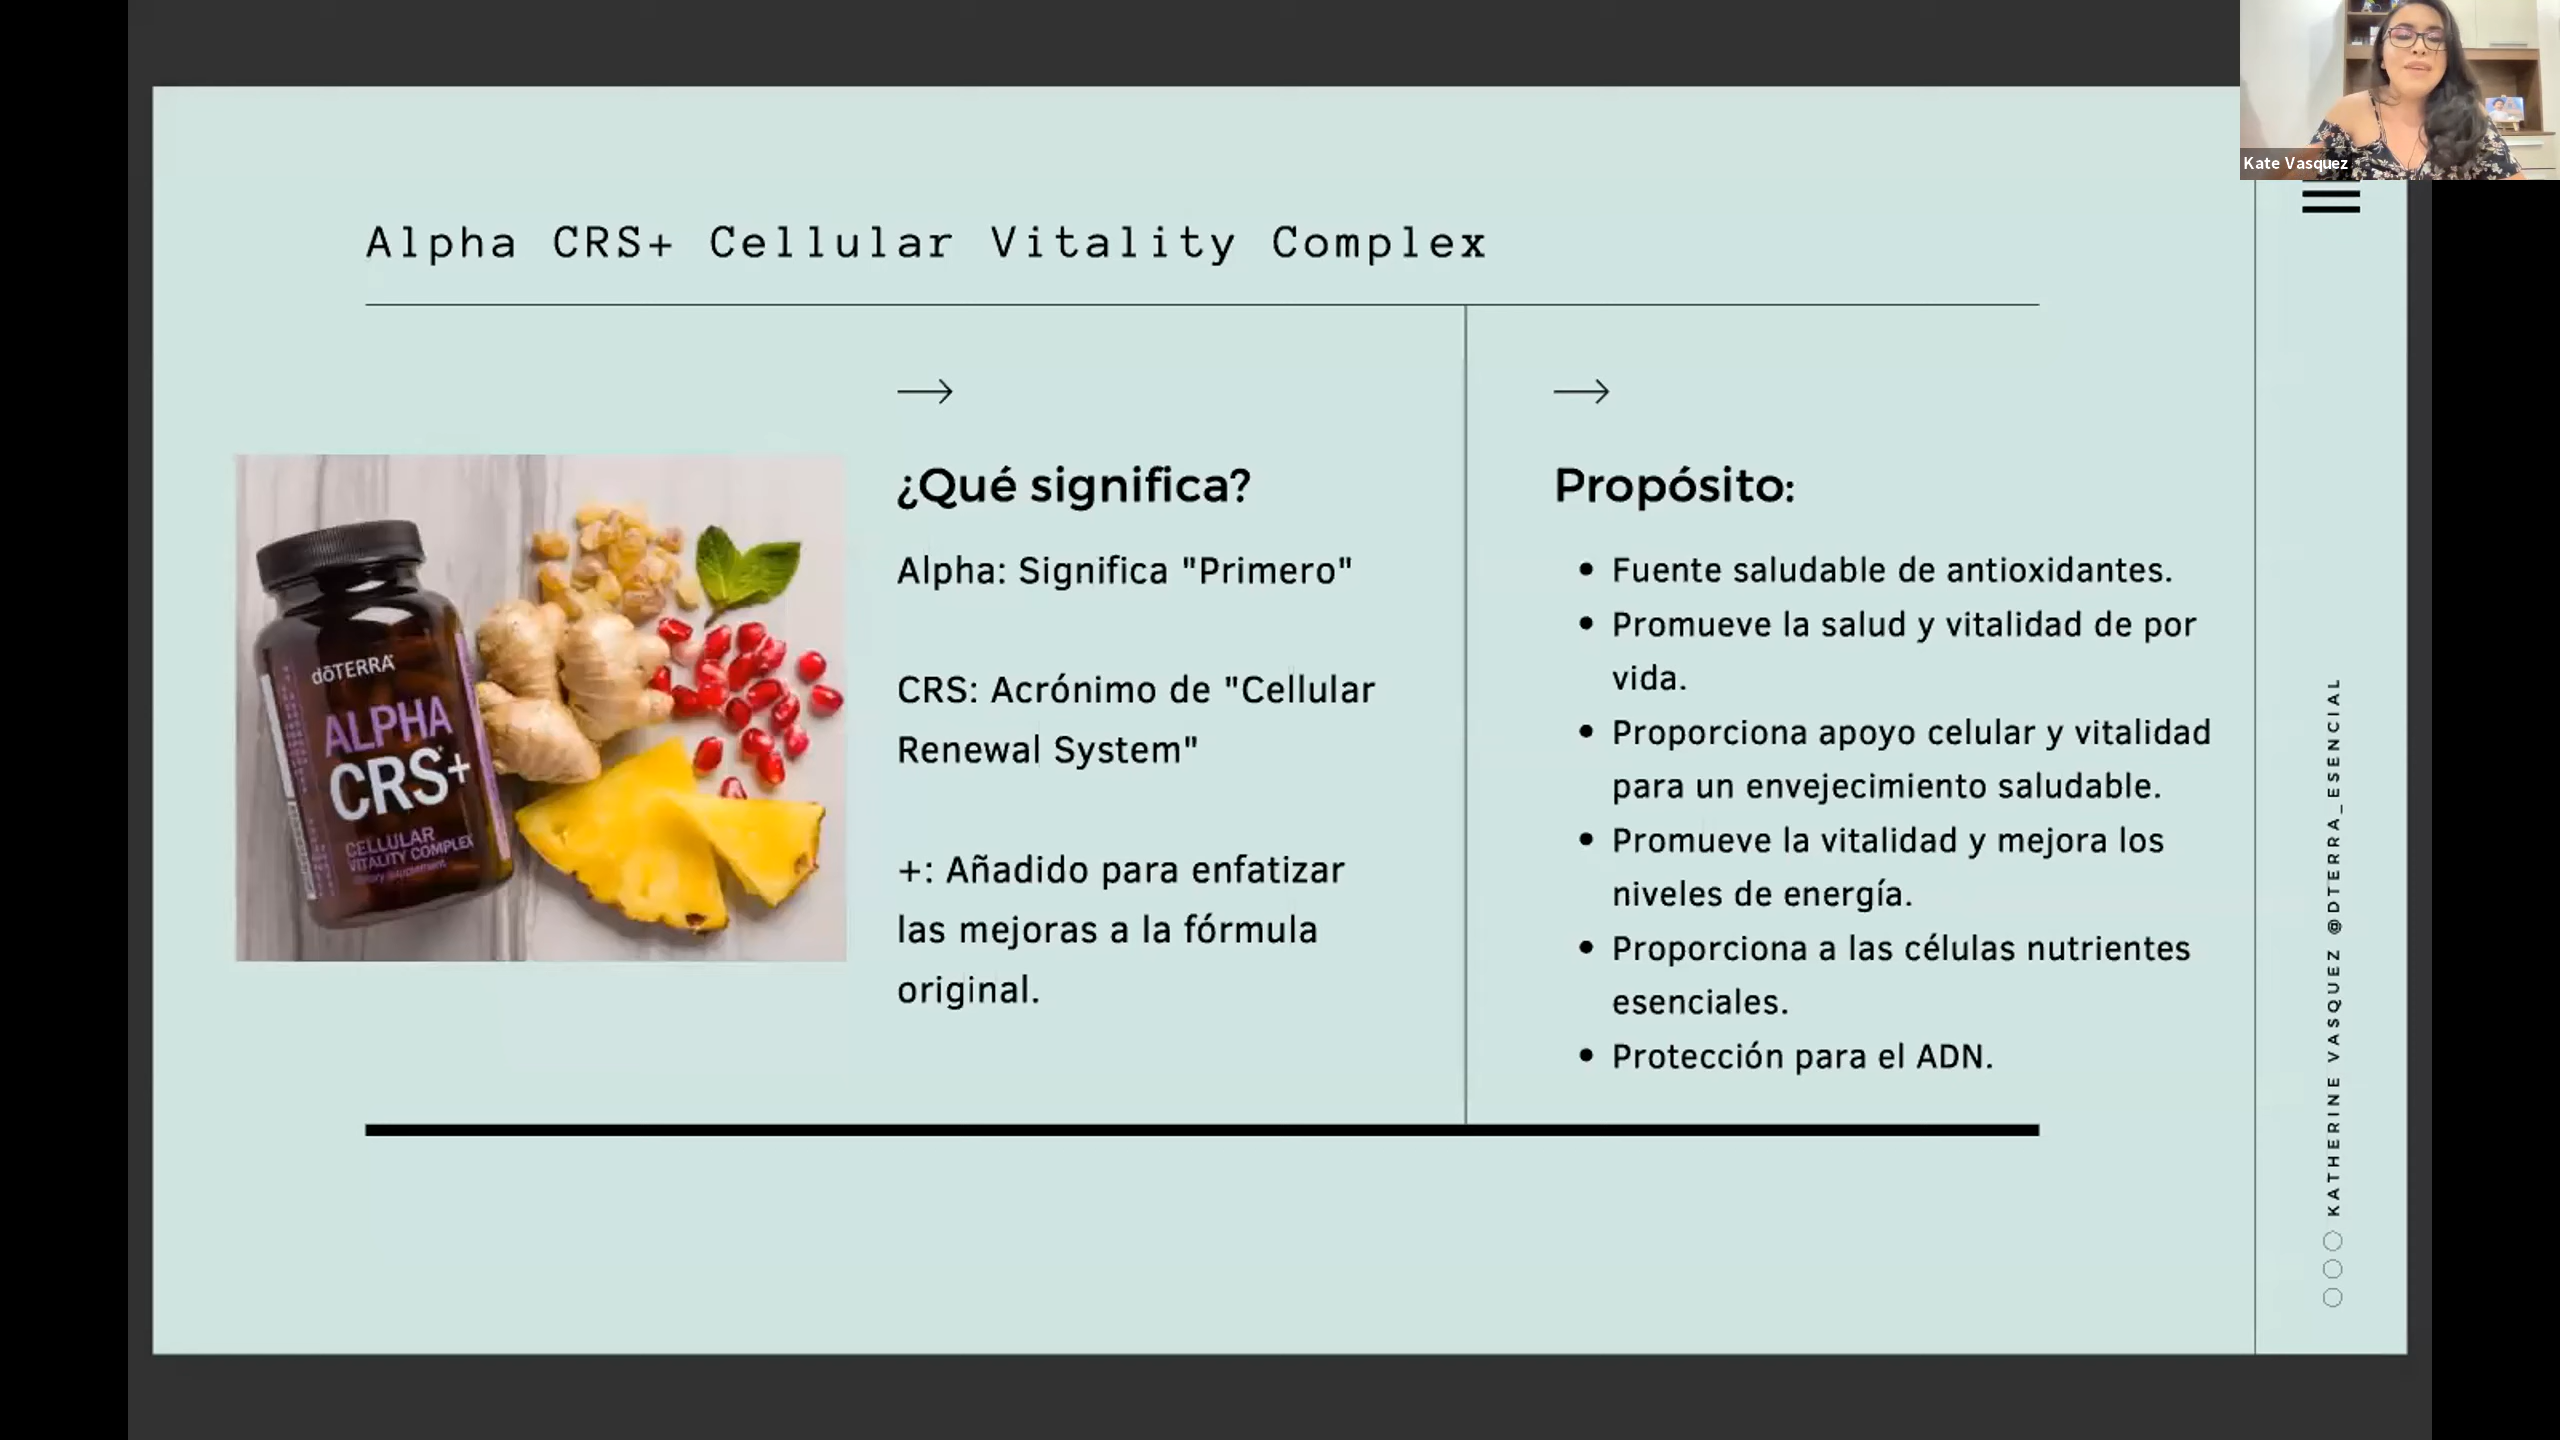 Kate Vasquez
Alpha CRS+ Cellular Vitality Complex
dōTERRA
ALPHA
CRS+
CELLULAR
VITALITY COMPLEX
¿Qué significa?
Alpha: Significa "Primero"
CRS: Acrónimo de "Cellular
Renewal System"
+: Añadido para enfatizar
las mejoras a la fórmula
original.
Propósito:
Fuente saludable de antioxidantes.
Promueve la salud y vitalidad de por
vida.
Proporciona apoyo celular y vitalidad
para un envejecimiento saludable.
Promueve la vitalidad y mejora los
niveles de energía.
Proporciona a las células nutrientes
esenciales.
Protección para el ADN.
KATHERINE VASQUEZ @DTERRA_ESENCIAL